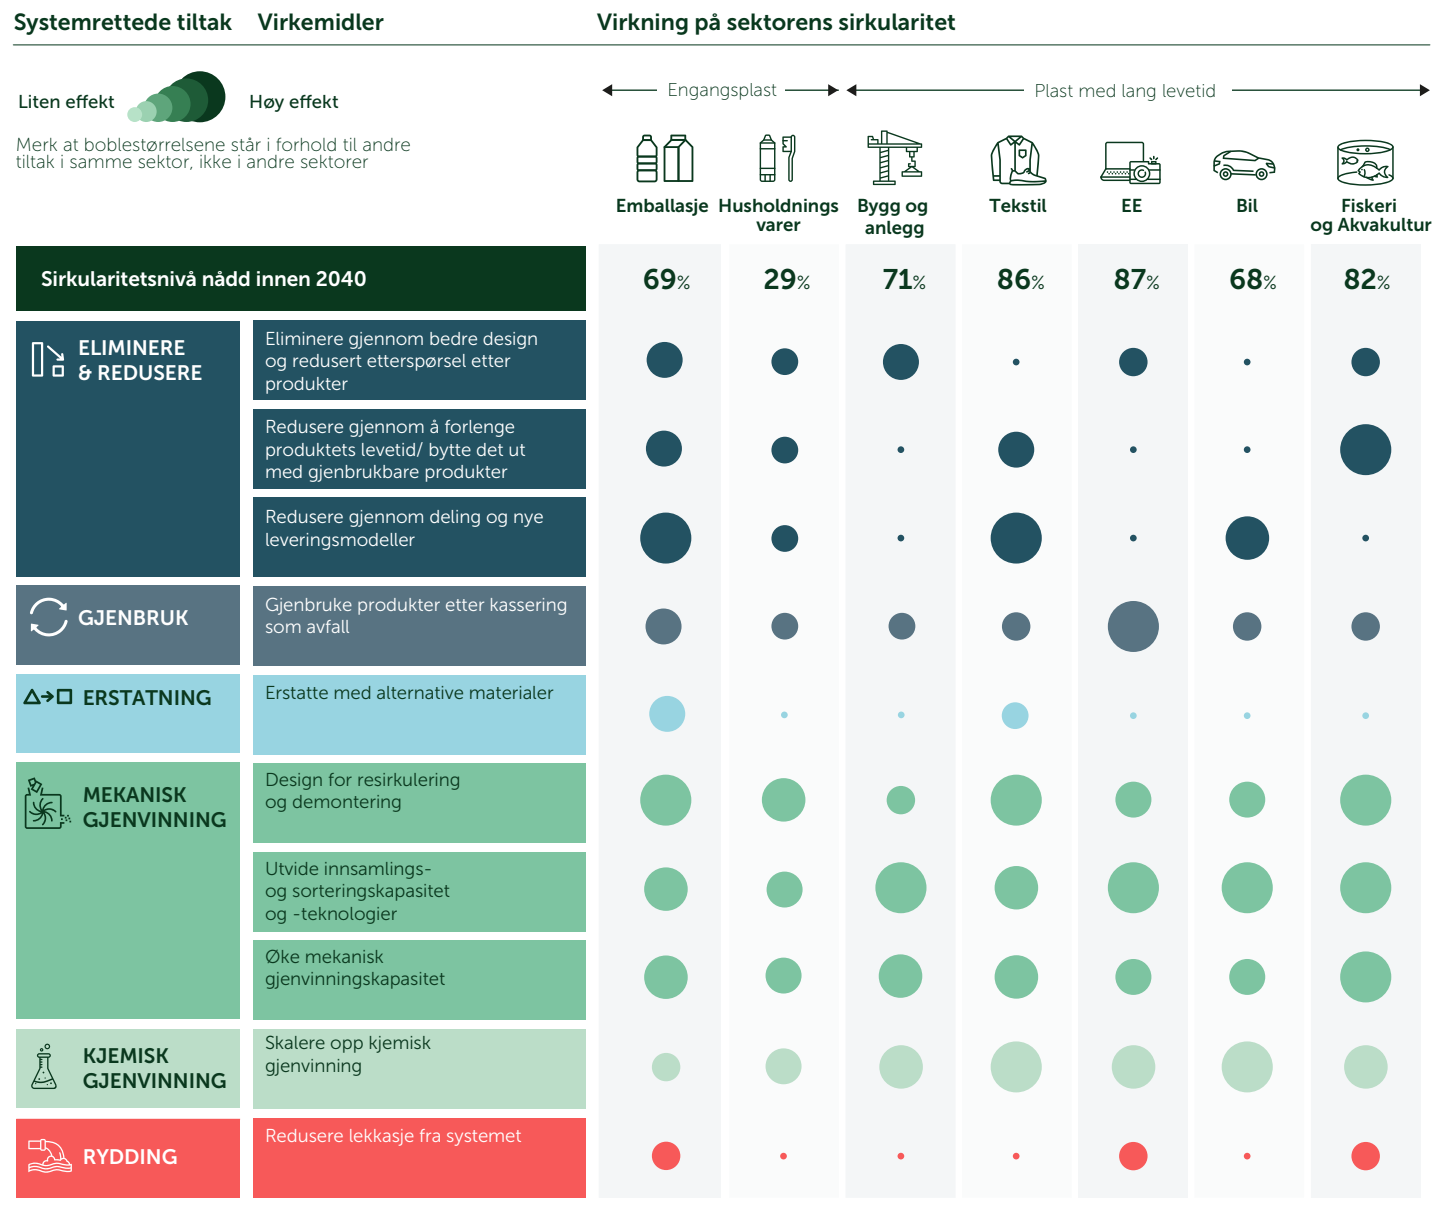 Systemrettede tiltak
Virkemidler
Virkning på sektorens sirkularitet
Liten effekt
Høy effekt
Merk at boblestørrelsene står i forhold til andre
tiltak i samme sektor, ikke i andre sektorer
Engangsplast
Plast med lang levetid
Emballasje
Husholdnings
varer
Bygg og
anlegg
Tekstil
EE
Bil
Fiskeri
og Akvakultur
Sirkularitetsnivå nådd innen 2040
69%
29%
71%
86%
87%
68%
82%
ELIMINERE
& REDUSERE
Eliminere gjennom bedre design
og redusert etterspørsel etter
produkter
Redusere gjennom å forlenge
produktets levetid/ bytte det ut
med gjenbrukbare produkter
Redusere gjennom deling og nye
leveringsmodeller
GJENBRUK
Gjenbruke produkter etter kassering
som avfall
ERSTATNING
Erstatte med alternative materialer
MEKANISK
GJENVINNING
Design for resirkulering
og demontering
Utvide innsamlings-
og sorteringskapasitet
og -teknologier
Øke mekanisk
gjenvinningskapasitet
KJEMISK
GJENVINNING
Skalere opp kjemisk
gjenvinning
RYDDING
Redusere lekkasje fra systemet